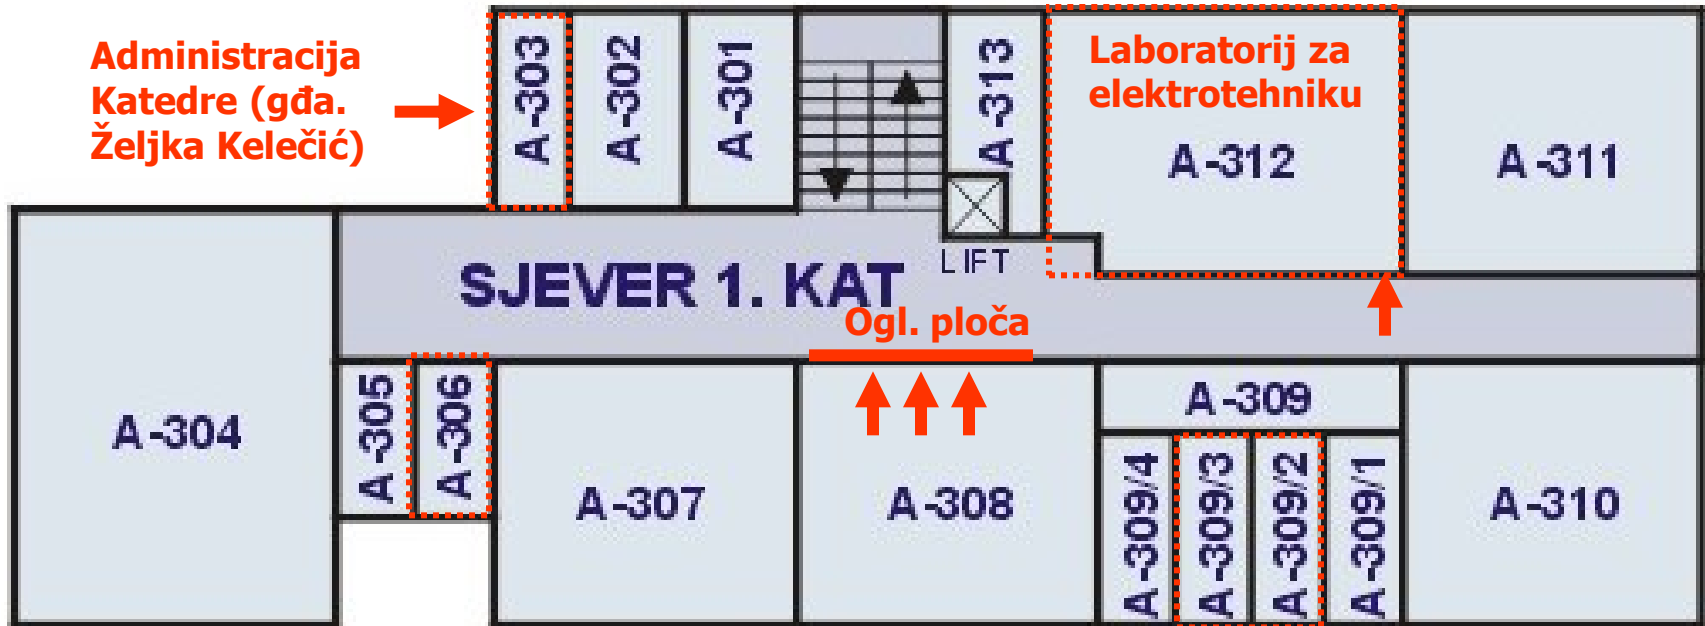 Administracija
Katedre (gđa.
Željka Kelečić)
A-303
A-302
A-301
A-313
Laboratorij za
elektrotehniku
A-312
A-311
LIFT
SJEVER 1. KAT
Ogl. ploča
A-304
A-305
A-306
A-307
A-308
A-309
A-309/4
A-309/3
A-309/2
A-309/1
A-310